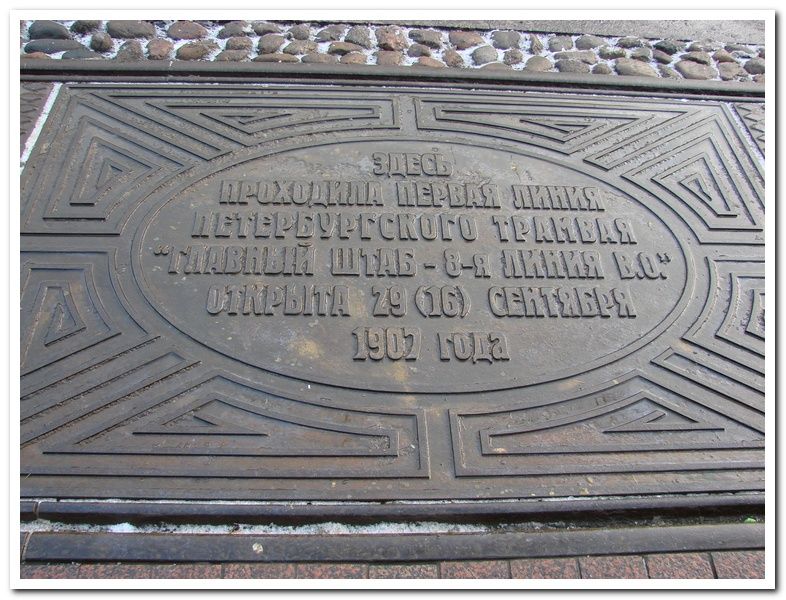 ЗДЕСЬ
ПРОХОДИЛА ПЕРВАЯ ЛИНИЯ
ПЕТЕРБУРГСКОГО ТРАМВАЯ
"ГЛАВНЫЙ ШТАБ - 8-Я ЛИНИЯ В.О."
ОТКРЫТА 29 (16) СЕНТЯБРЯ
1907 года